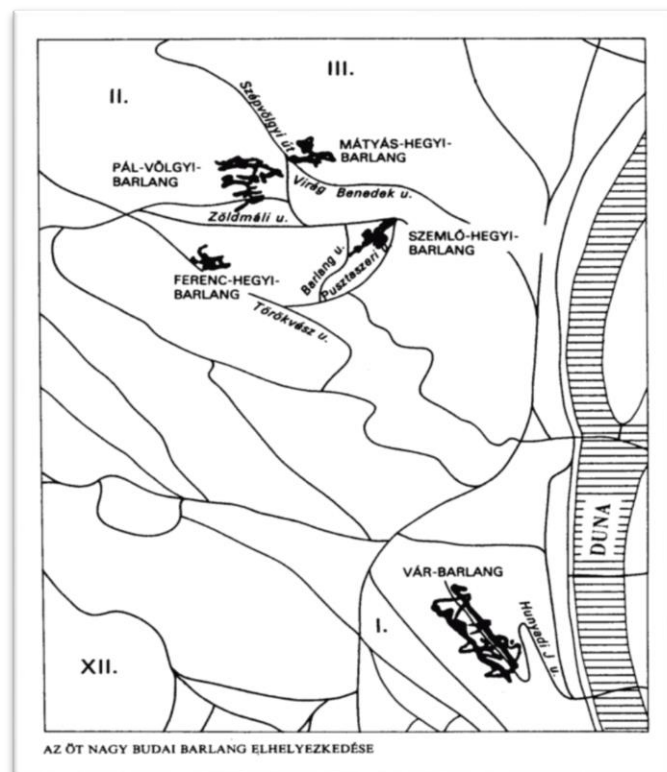 III.
II.
Szépvölgyi út
MÁTYÁS-HEGYI-
BARLANG
PÁL-VÖLGYI-
BARLANG
Virág Benedek u.
Zöldmáli u.
SZEMLŐ-HEGYI-
BARLANG
Barlang u.
Pusztaszeri u.
FERENC-HEGYI-
BARLANG
Törökvész u.
DUNA
VÁR-BARLANG
Hunyadi J u.
I.
XII.
AZ ÖT NAGY BUDAI BARLANG ELHELYEZKEDÉSE